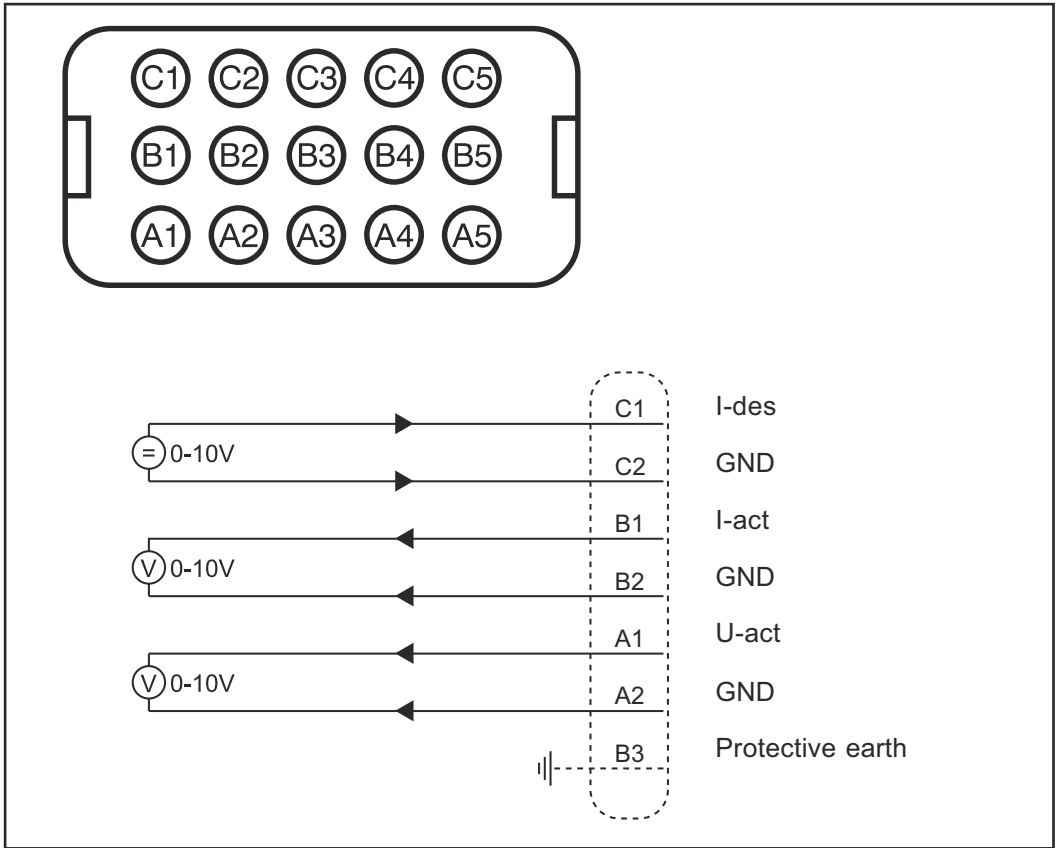 C1 C2 C3 C4 C5
B1 B2 B3 B4 B5
A1 A2 A3 A4 A5
C1 I-des
= 0-10V
C2 GND
B1 I-act
V 0-10V
B2 GND
A1 U-act
V 0-10V
A2 GND
B3 Protective earth